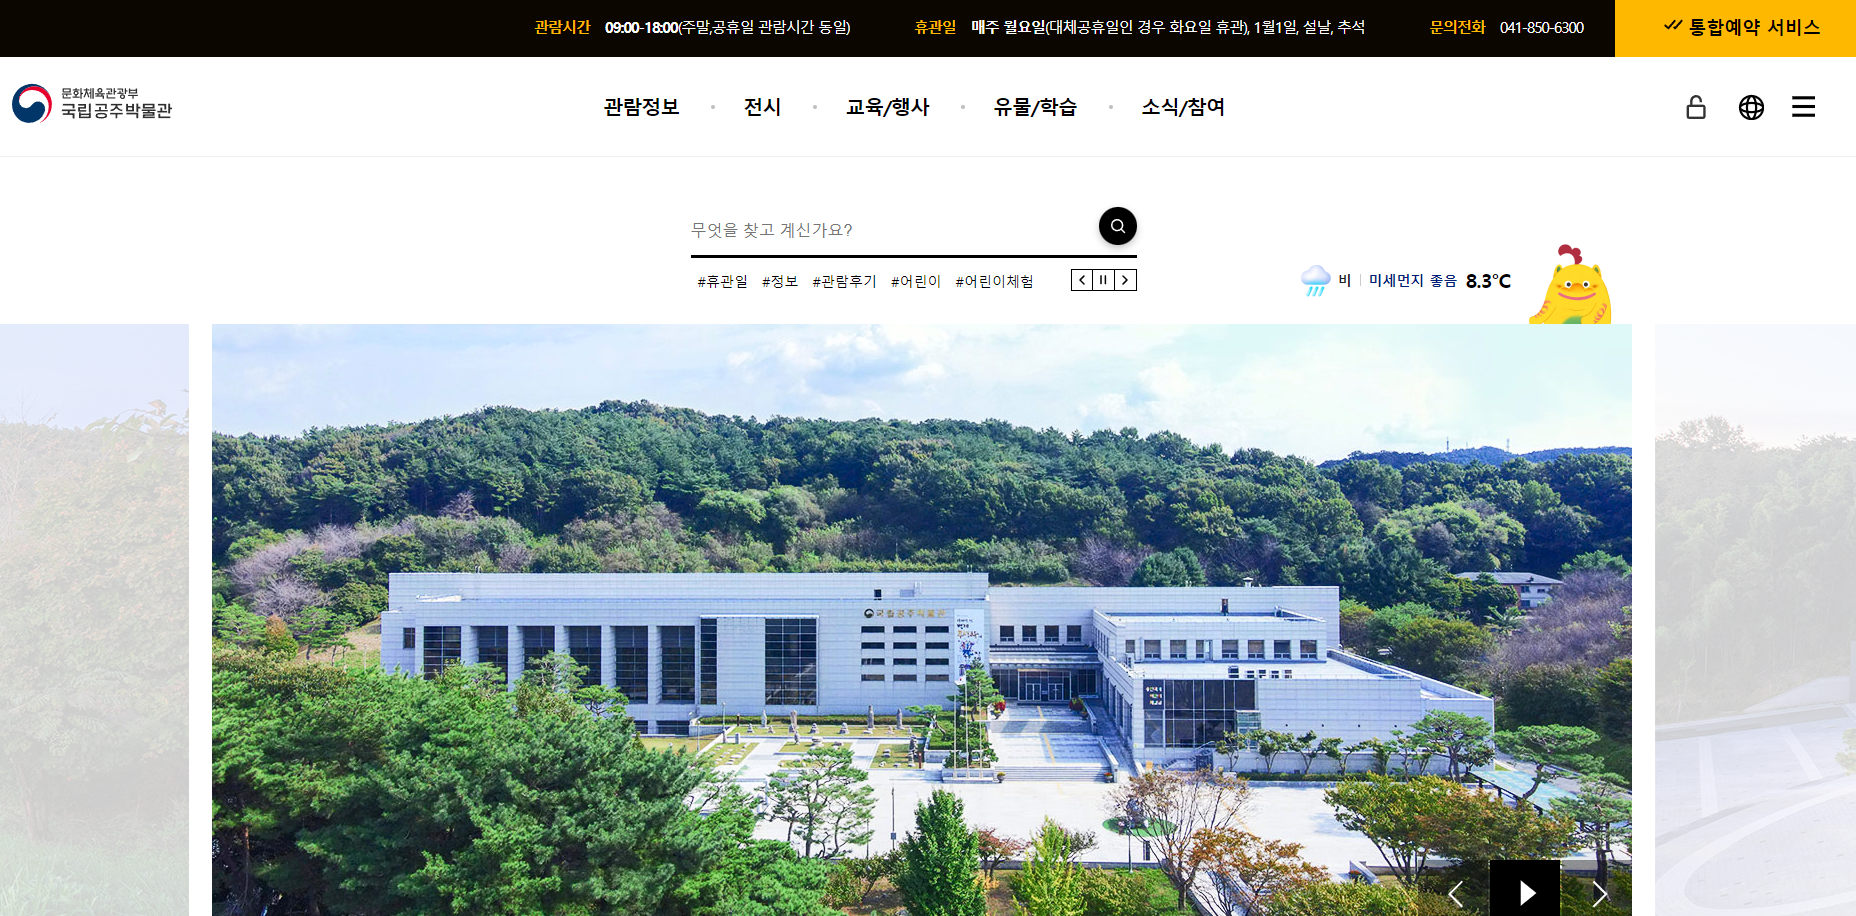 관람시간 09:00-18:00(주말,공휴일 관람시간 동일) 휴관일 매주 월요일(대체공휴일인 경우 화요일 휴관), 1월1일, 설날, 추석 문의전화 041-850-6300 통합예약 서비스
문화체육관광부
국립공주박물관
관람정보 전시 교육/행사 유물/학습 소식/참여
무엇을 찾고 계신가요?
#휴관일 #정보 #관람후기 #어린이 #어린이체험
비 미세먼지 좋음 8.3℃
국립공주박물관